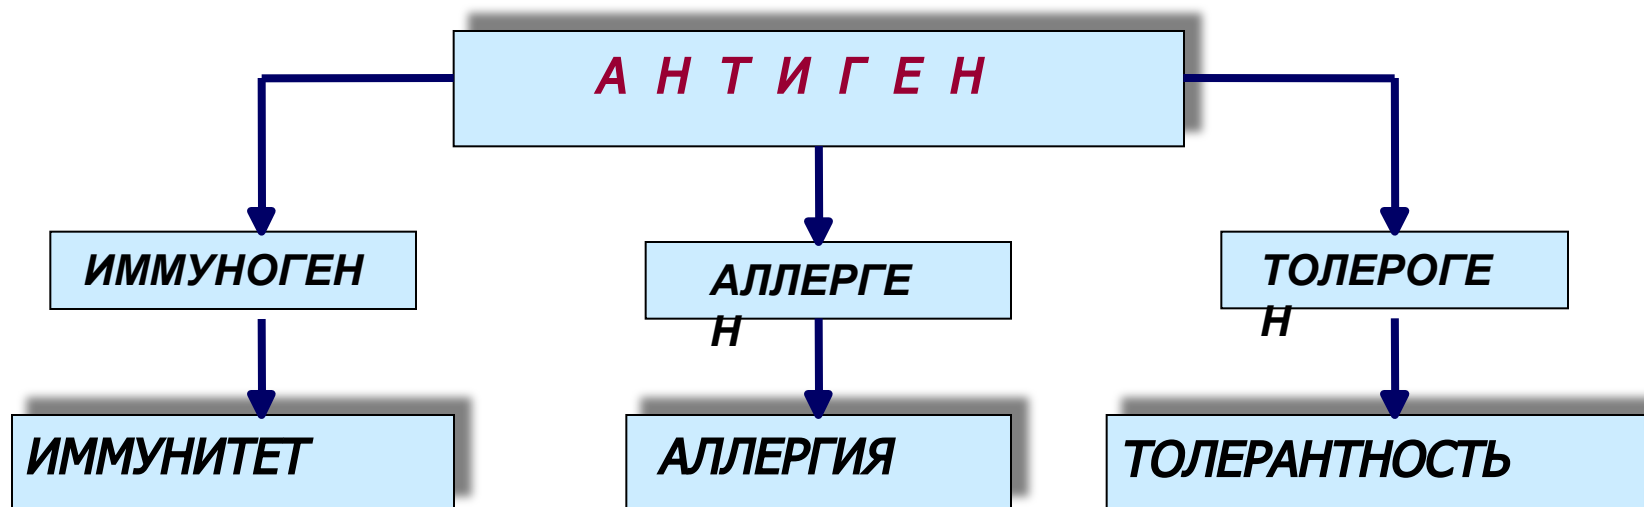 А Н Т И Г Е Н
ИММУНОГЕН
АЛЛЕРГЕ
Н
ТОЛЕРОГЕ
Н
ИММУНИТЕТ
АЛЛЕРГИЯ
ТОЛЕРАНТНОСТЬ